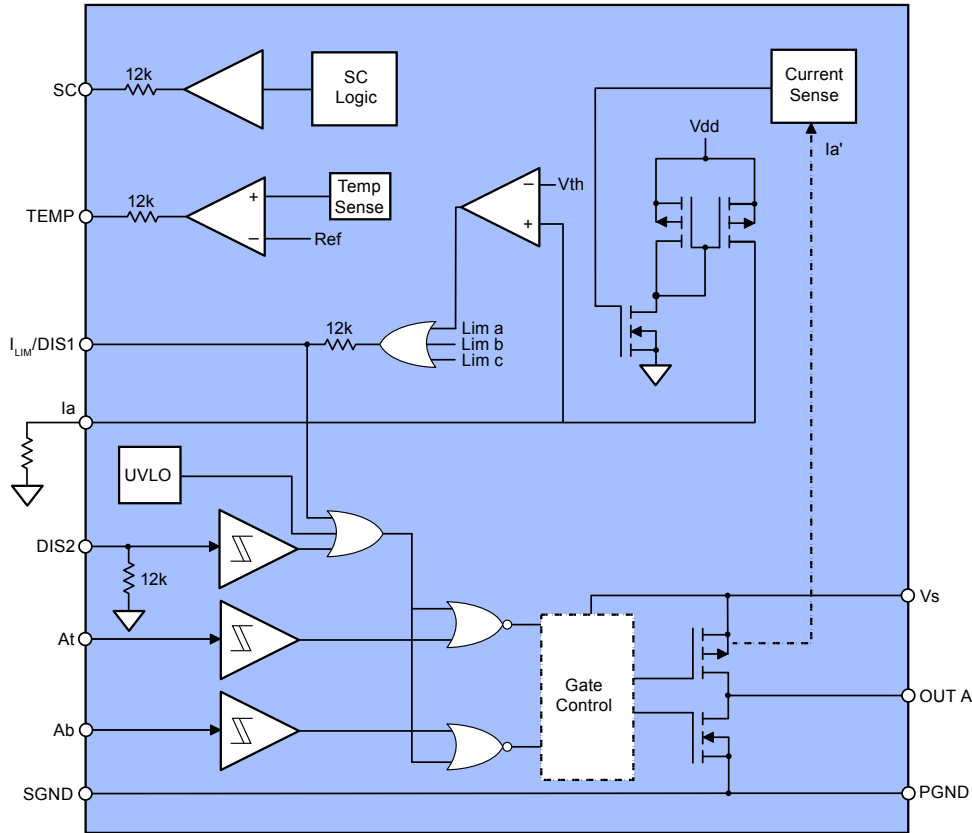 SC
12k
SC
Logic
Current
Sense
Vdd
Ia'
TEMP
12k
+
−
Temp
Sense
Ref
−
+
Vth
I_LIM/DIS1
12k
Lim a
Lim b
Lim c
Ia
UVLO
DIS2
12k
At
Ab
Gate
Control
Vs
OUT A
SGND
PGND